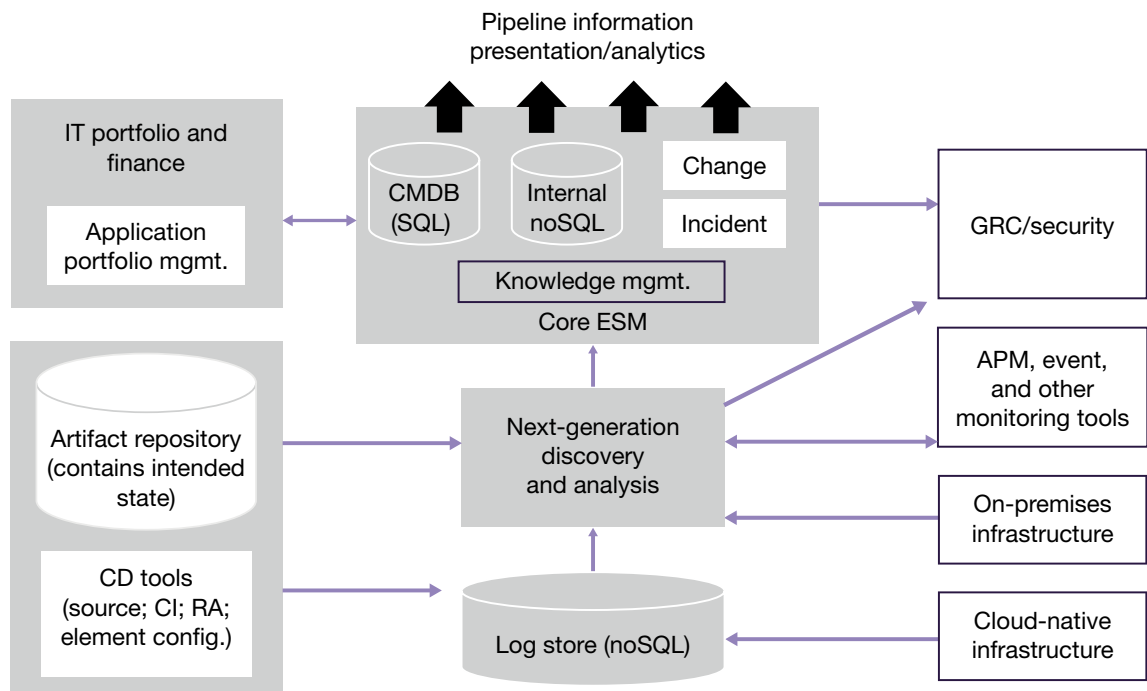 Pipeline information
presentation/analytics
IT portfolio and
finance
Application
portfolio mgmt.
CMDB
(SQL)
Internal
noSQL
Change
Incident
Knowledge mgmt.
Core ESM
GRC/security
Artifact repository
(contains intended
state)
CD tools
(source; CI; RA;
element config.)
Next-generation
discovery
and analysis
Log store (noSQL)
APM, event,
and other
monitoring tools
On-premises
infrastructure
Cloud-native
infrastructure